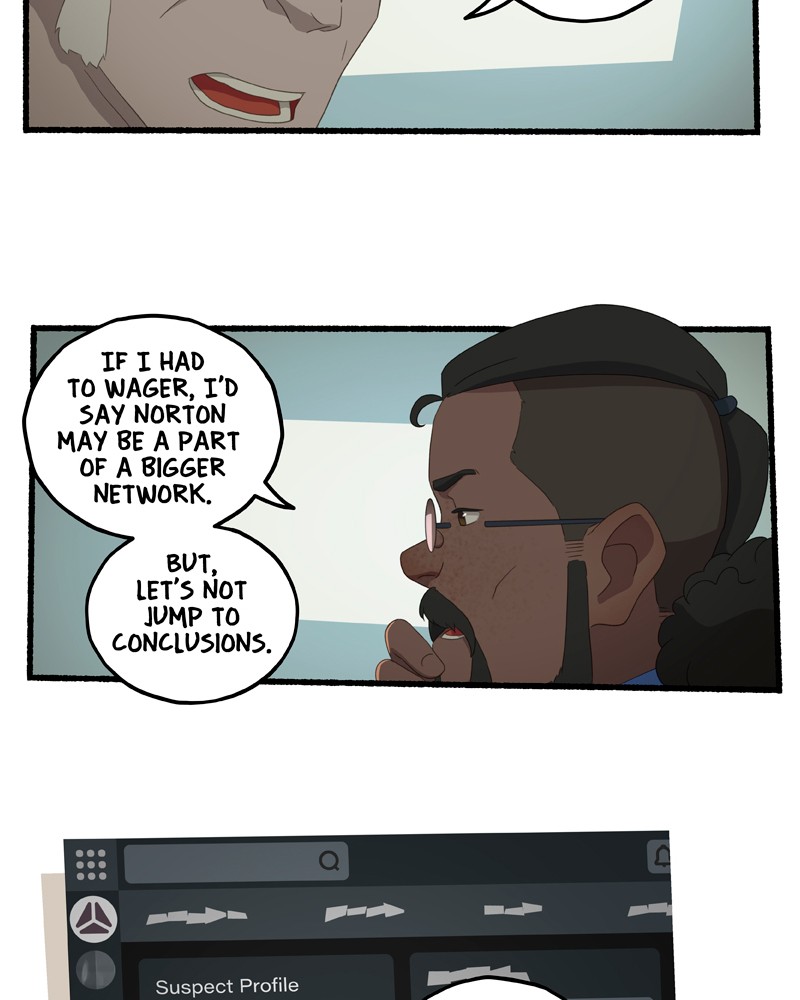 IF I HAD
TO WAGER, I'D
SAY NORTON
MAY BE A PART
OF A BIGGER
NETWORK.
BUT,
LET'S NOT
JUMP TO
CONCLUSIONS.
Suspect Profile